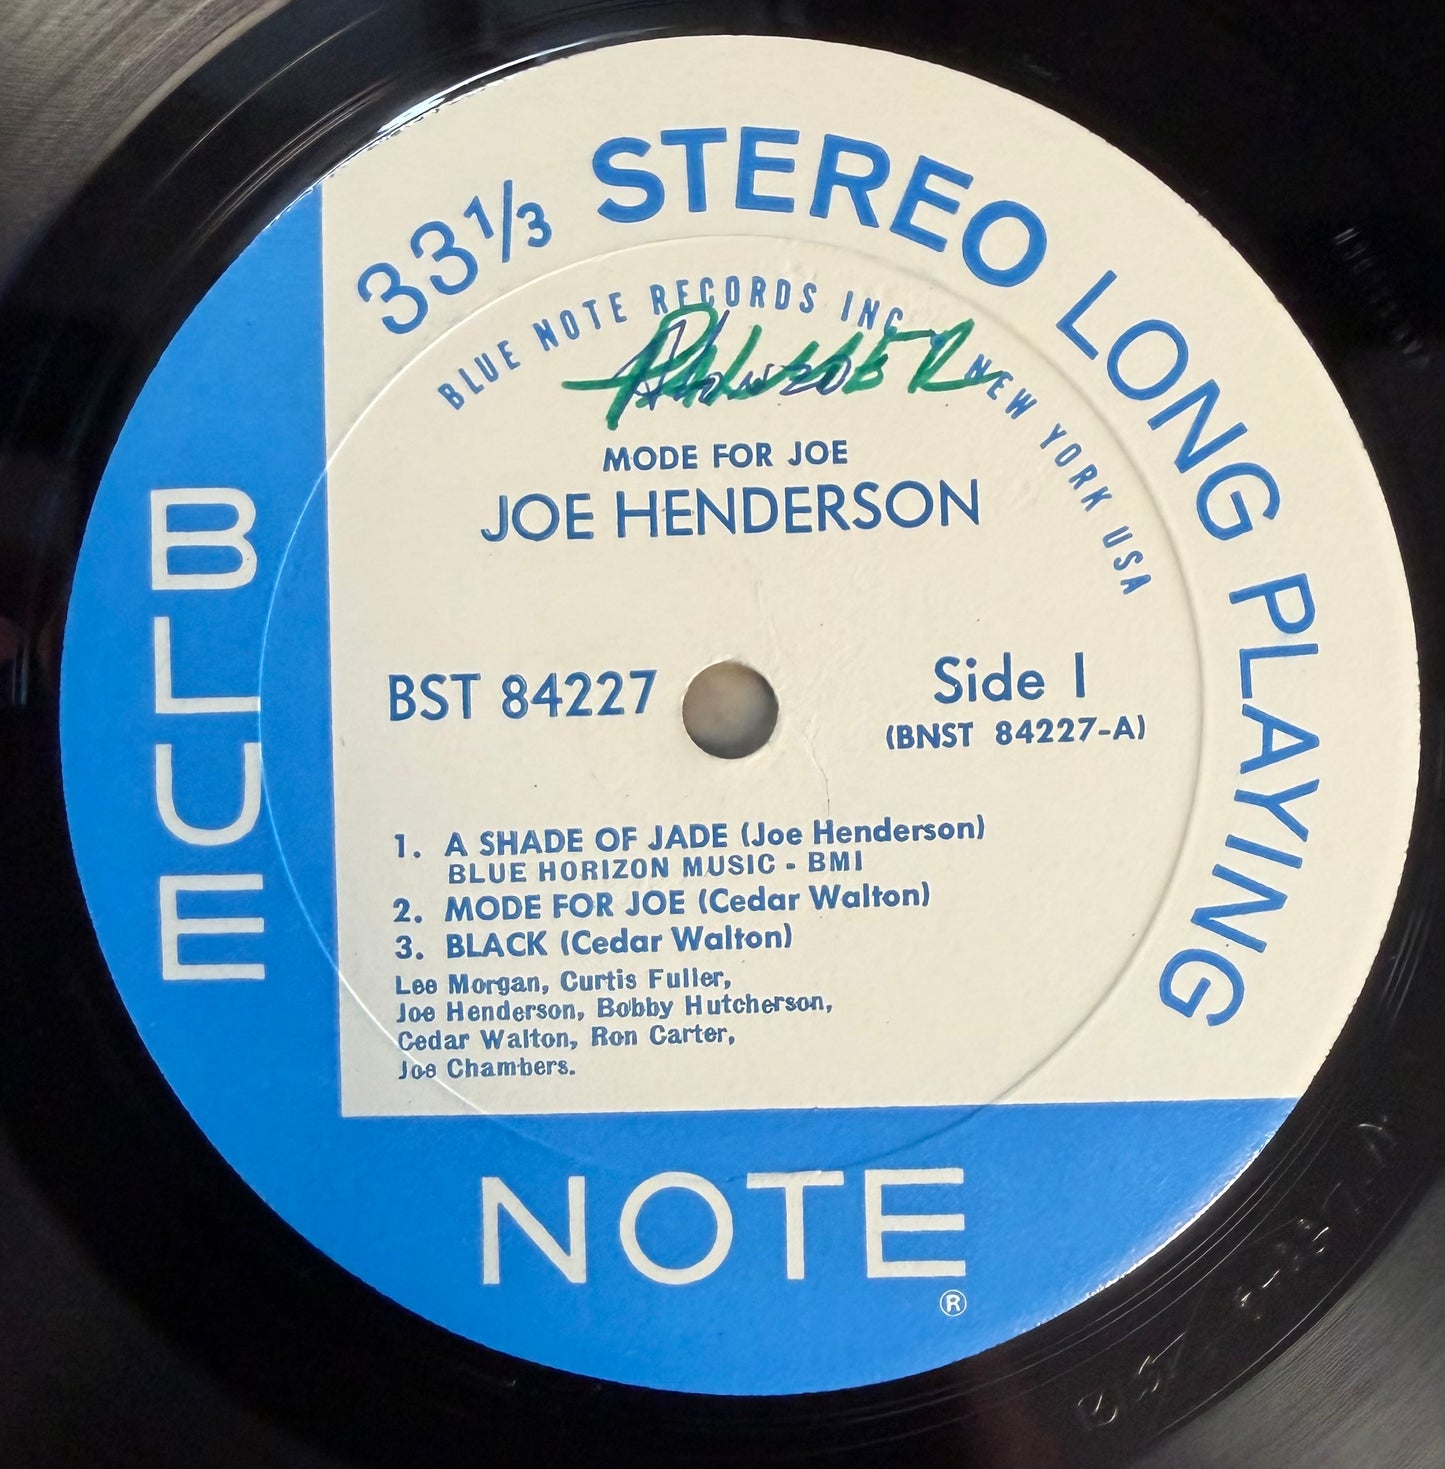 33⅓ STEREO LONG PLAYING
BLUE NOTE RECORDS INC NEW YORK USA
PALMER
MODE FOR JOE
JOE HENDERSON
BST 84227
Side 1
(BNST 84227-A)
1. A SHADE OF JADE (Joe Henderson)
BLUE HORIZON MUSIC - BMI
2. MODE FOR JOE (Cedar Walton)
3. BLACK (Cedar Walton)
Lee Morgan, Curtis Fuller,
Joe Henderson, Bobby Hutcherson,
Cedar Walton, Ron Carter,
Joe Chambers.
BLUE
NOTE
®